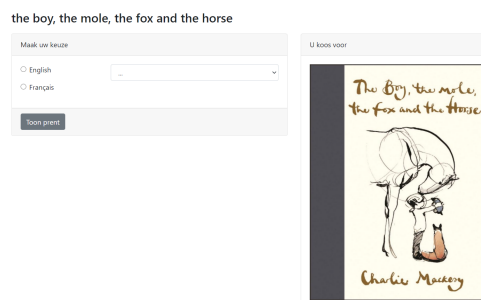 the boy, the mole, the fox and the horse
Maak uw keuze
English
...
Français
Toon prent
U koos voor
The Boy, the mole,
the fox and the Horse
Charlie Mackesy